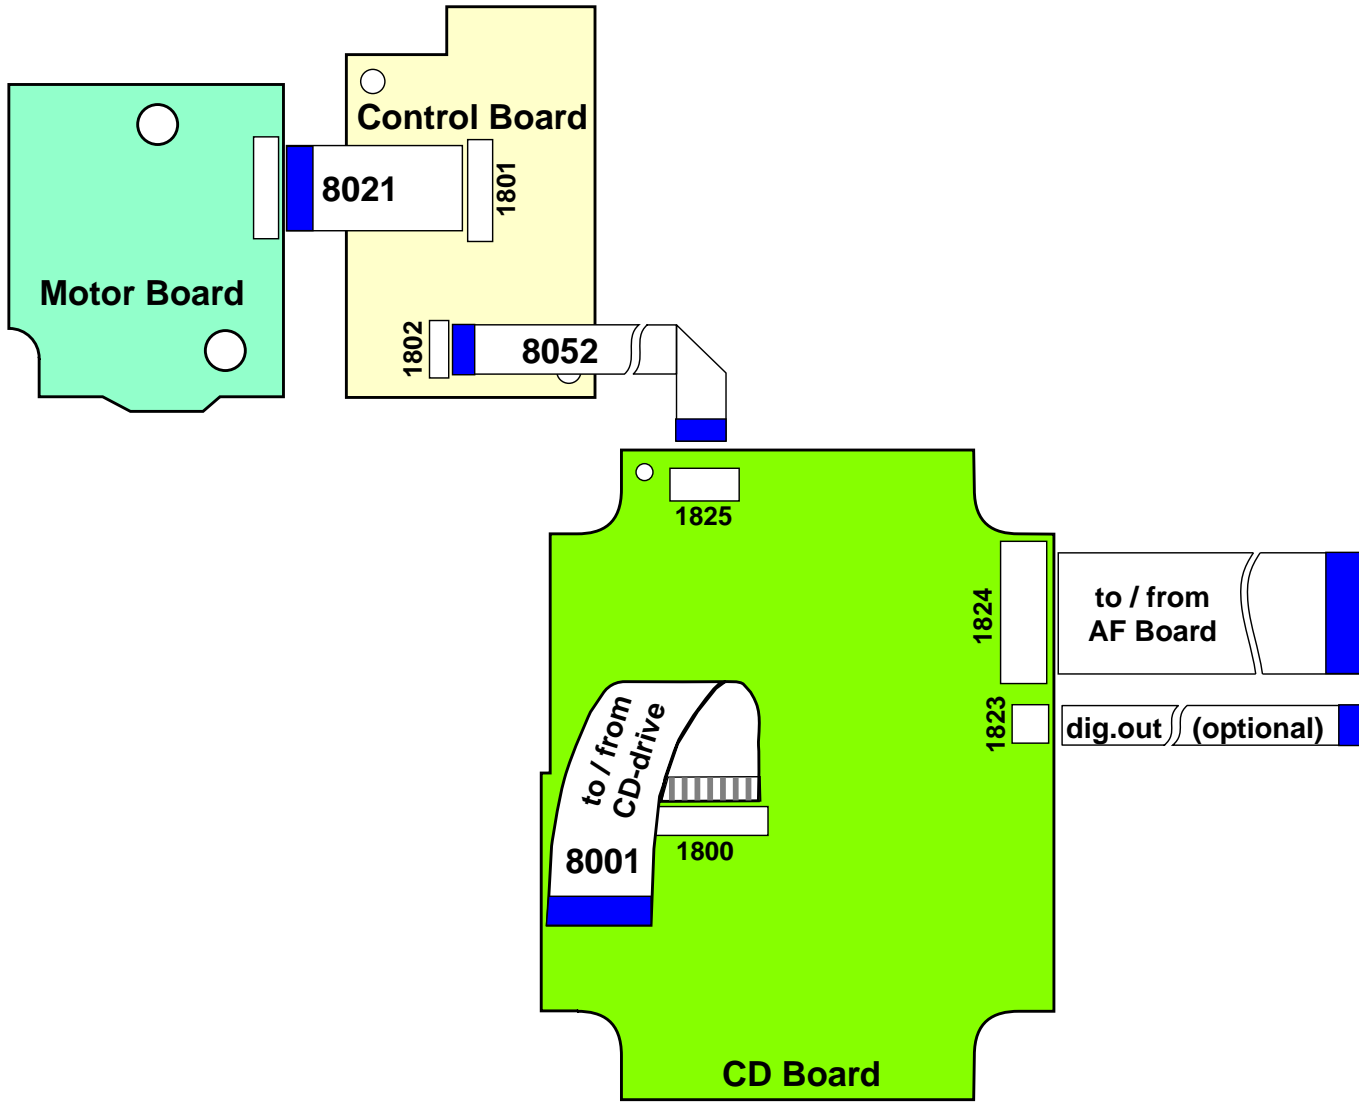 Control Board
8021
1801
Motor Board
1802
8052
1825
1824
to / from
AF Board
1823
dig.out
(optional)
to / from
CD-drive
8001
1800
CD Board